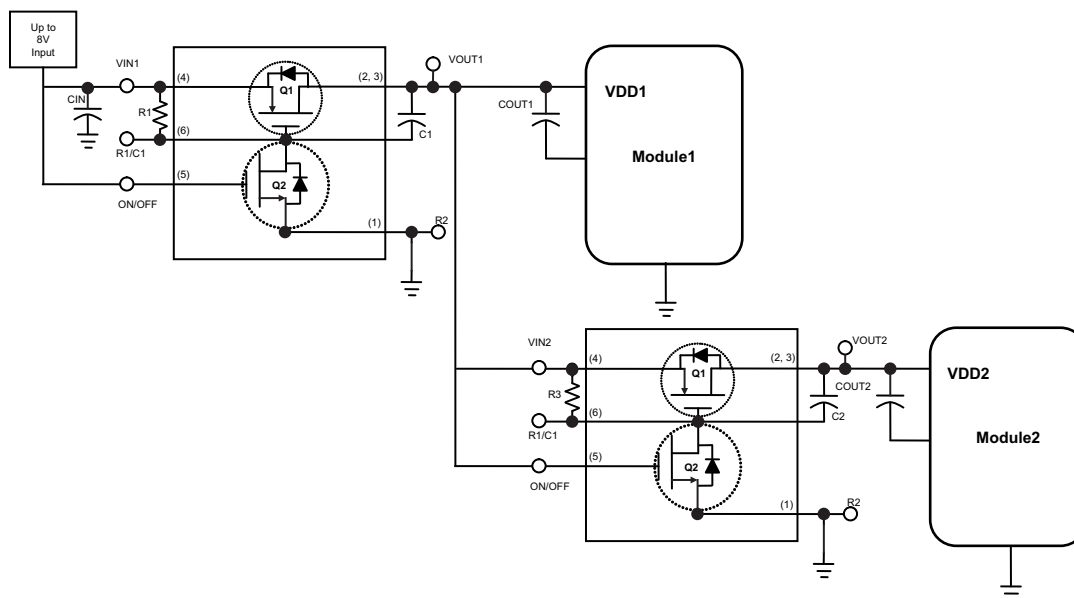 Up to
8V
Input
VIN1
(4)
(2, 3)
VOUT1
Q1
CIN
R1
COUT1
VDD1
C1
(6)
R1/C1
Module1
(5)
Q2
ON/OFF
(1)
R2
VIN2
(4)
(2, 3)
VOUT2
Q1
R3
COUT2
VDD2
C2
(6)
R1/C1
Module2
(5)
Q2
ON/OFF
(1)
R2